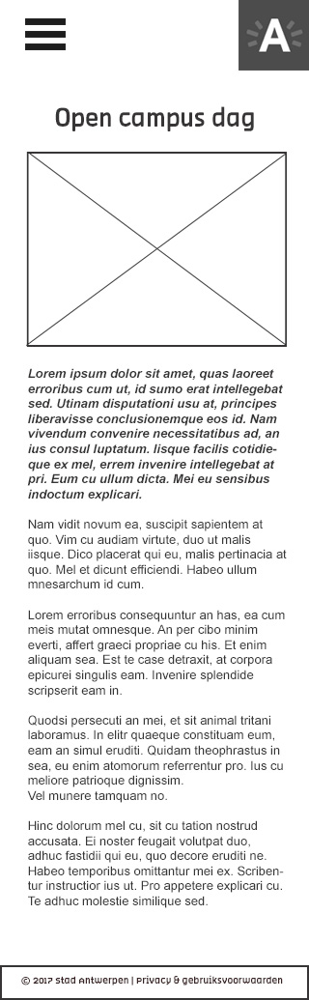 A
Open campus dag
Lorem ipsum dolor sit amet, quas laoreet
erroribus cum ut, id sumo erat intellegebat
sed. Utinam disputationi usu at, principes
liberavisse conclusionemque eos id. Nam
vivendum convenire necessitatibus ad, an
ius consul luptatum. Iisque facilis cotidie-
que ex mel, errem invenire intellegebat at
pri. Eum cu ullum dicta. Mei eu sensibus
indoctum explicari.
Nam vidit novum ea, suscipit sapientem at
quo. Vim cu audiam virtute, duo ut malis
iisque. Dico placerat qui eu, malis pertinacia at
quo. Mel et dicunt efficiendi. Habeo ullum
mnesarchum id cum.
Lorem erroribus consequuntur an has, ea cum
meis mutat omnesque. An per cibo minim
everti, affert graeci propriae cu his. Et enim
aliquam sea. Est te case detraxit, at corpora
epicurei singulis eam. Invenire splendide
scripserit eam in.
Quodsi persecuti an mei, et sit animal tritani
laboramus. In elitr quaeque constituam eum,
eam an simul eruditi. Quidam theophrastus in
sea, eu enim atomorum referrentur pro. Ius cu
meliore patrioque dignissim.
Vel munere tamquam no.
Hinc dolorum mel cu, sit cu tation nostrud
accusata. Ei noster feugait volutpat duo,
adhuc fastidii qui eu, quo decore eruditi ne.
Habeo temporibus omittantur mei ex. Scriben-
tur instructior ius ut. Pro appetere explicari cu.
Te adhuc molestie similique sed.
© 2017 Stad Antwerpen | Privacy & gebruiksvoorwaarden